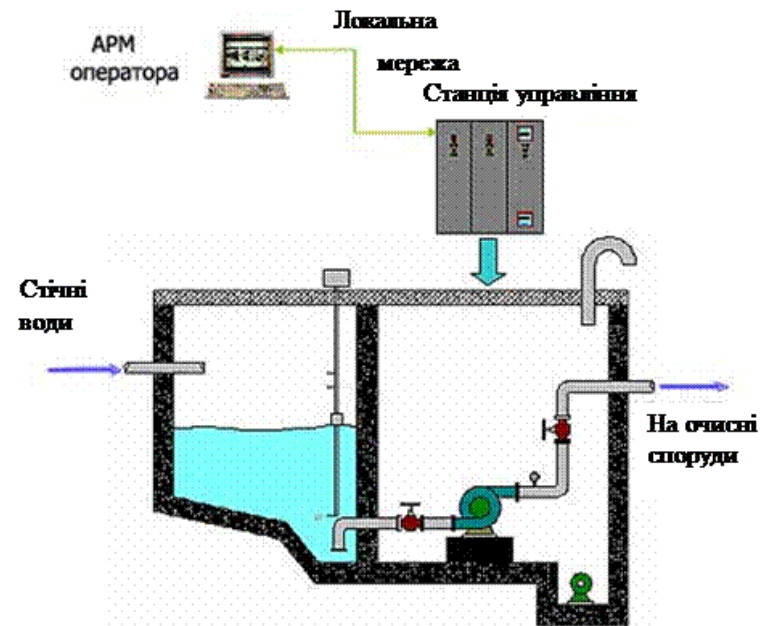 АРМ
оператора
Локальна
мережа
Станція управління
Стічні
води
На очисні
споруди